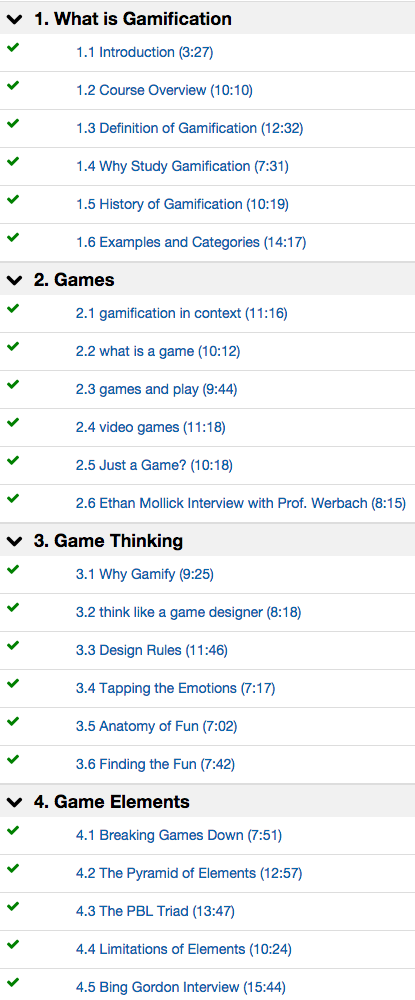 1. What is Gamification
1.1 Introduction (3:27)
1.2 Course Overview (10:10)
1.3 Definition of Gamification (12:32)
1.4 Why Study Gamification (7:31)
1.5 History of Gamification (10:19)
1.6 Examples and Categories (14:17)
2. Games
2.1 gamification in context (11:16)
2.2 what is a game (10:12)
2.3 games and play (9:44)
2.4 video games (11:18)
2.5 Just a Game? (10:18)
2.6 Ethan Mollick Interview with Prof. Werbach (8:15)
3. Game Thinking
3.1 Why Gamify (9:25)
3.2 think like a game designer (8:18)
3.3 Design Rules (11:46)
3.4 Tapping the Emotions (7:17)
3.5 Anatomy of Fun (7:02)
3.6 Finding the Fun (7:42)
4. Game Elements
4.1 Breaking Games Down (7:51)
4.2 The Pyramid of Elements (12:57)
4.3 The PBL Triad (13:47)
4.4 Limitations of Elements (10:24)
4.5 Bing Gordon Interview (15:44)